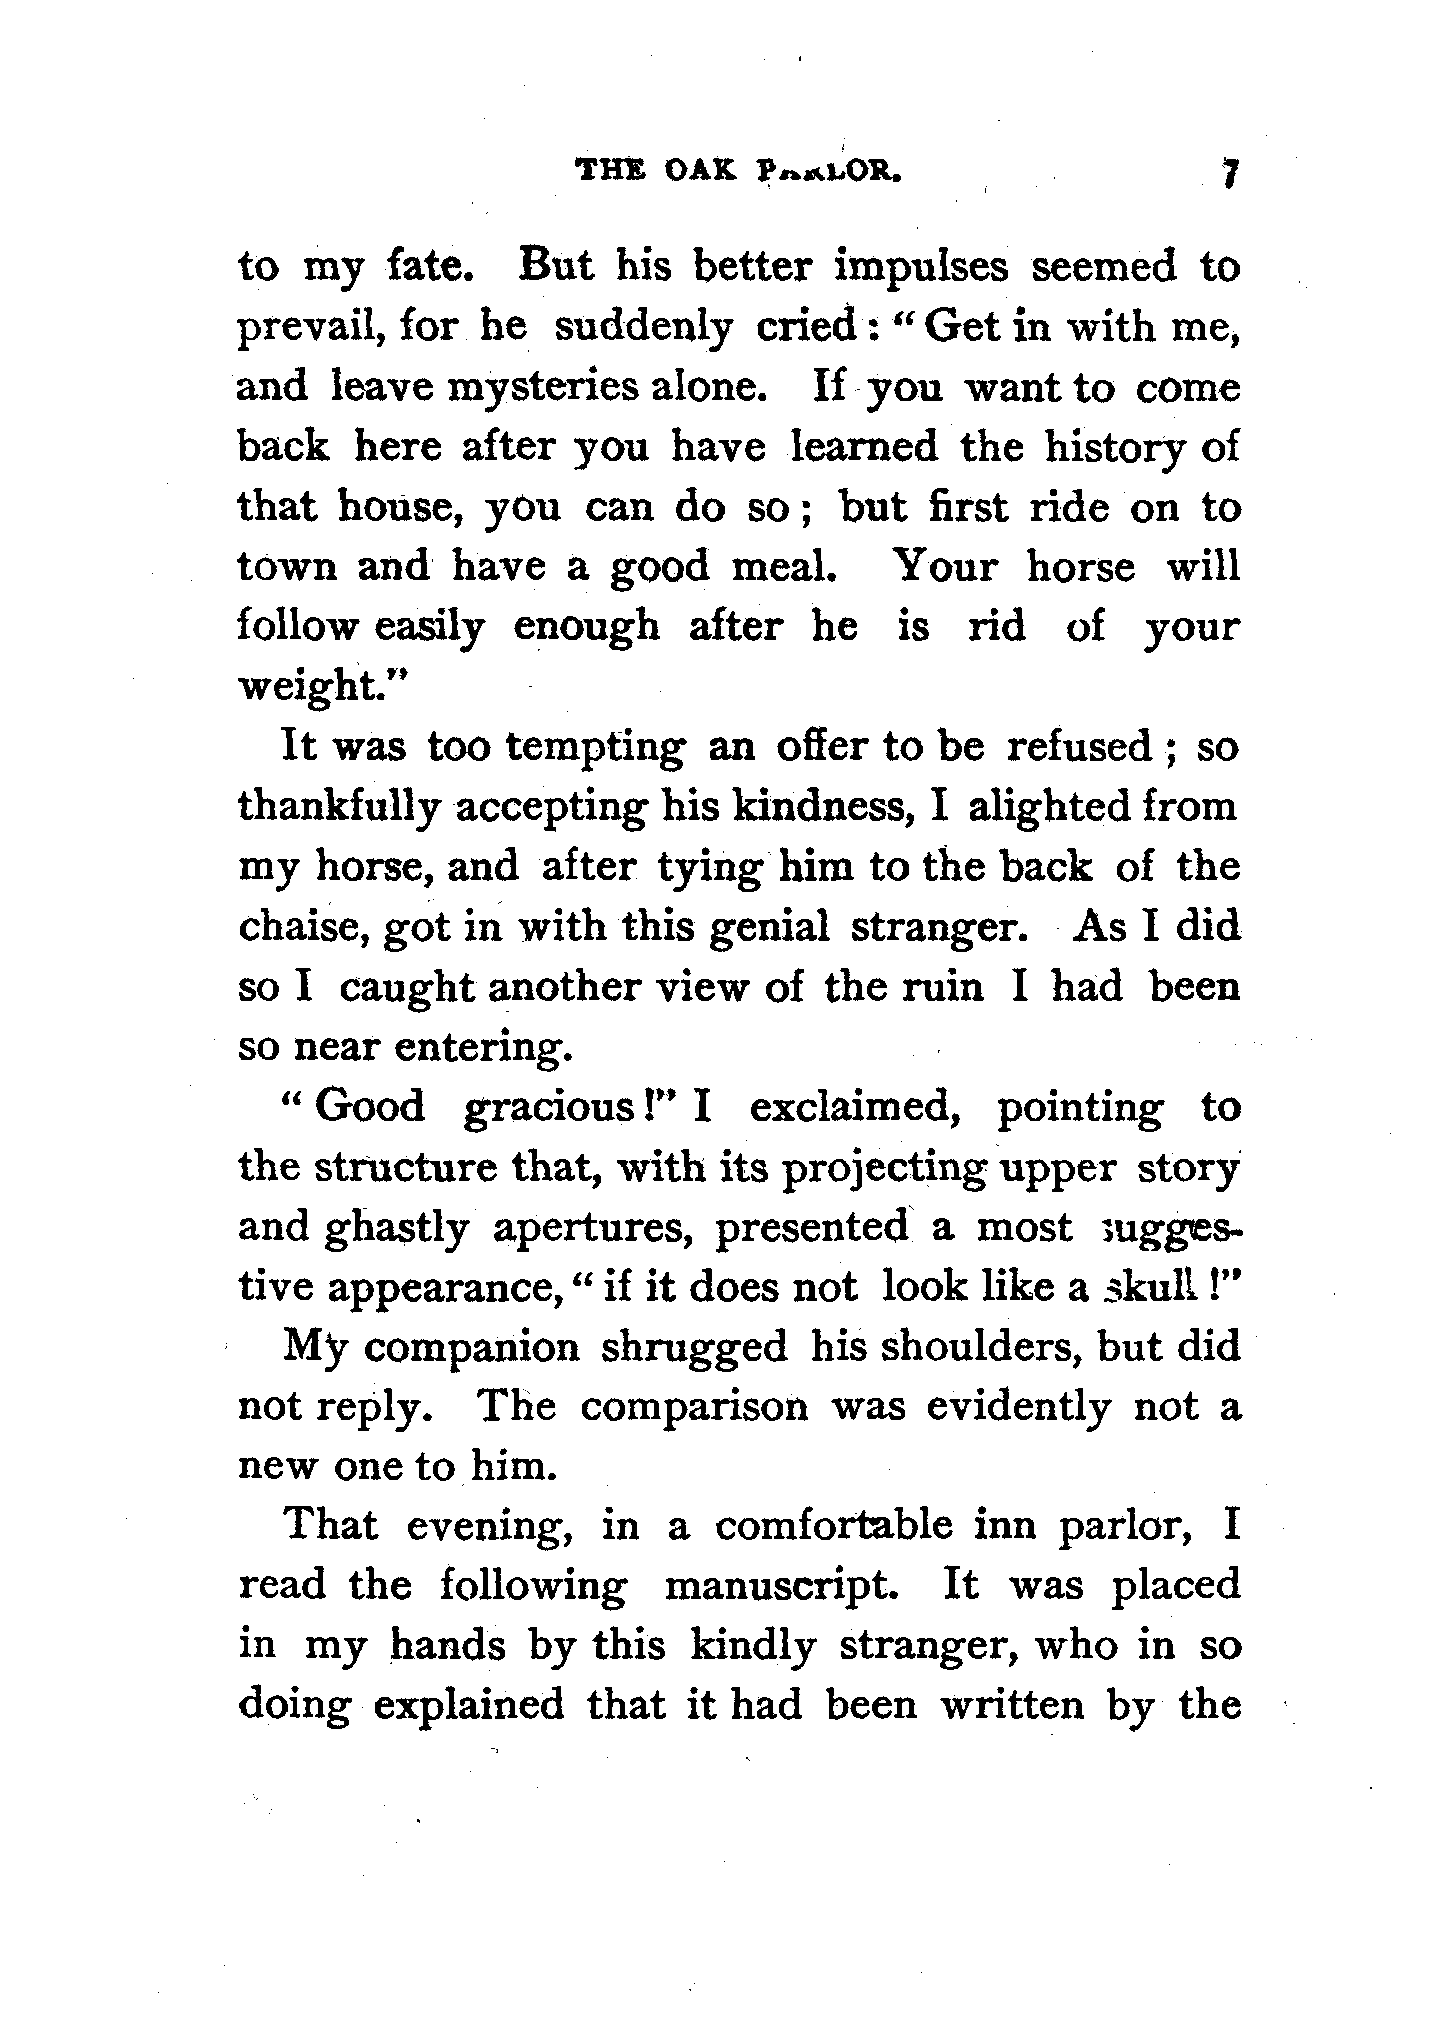 THE OAK PARLOR. 7
to my fate. But his better impulses seemed to
prevail, for he suddenly cried: "Get in with me,
and leave mysteries alone. If you want to come
back here after you have learned the history of
that house, you can do so; but first ride on to
town and have a good meal. Your horse will
follow easily enough after he is rid of your
weight."
It was too tempting an offer to be refused; so
thankfully accepting his kindness, I alighted from
my horse, and after tying him to the back of the
chaise, got in with this genial stranger. As I did
so I caught another view of the ruin I had been
so near entering.
"Good gracious!" I exclaimed, pointing to
the structure that, with its projecting upper story
and ghastly apertures, presented a most sugges-
tive appearance, "if it does not look like a skull!"
My companion shrugged his shoulders, but did
not reply. The comparison was evidently not a
new one to him.
That evening, in a comfortable inn parlor, I
read the following manuscript. It was placed
in my hands by this kindly stranger, who in so
doing explained that it had been written by the